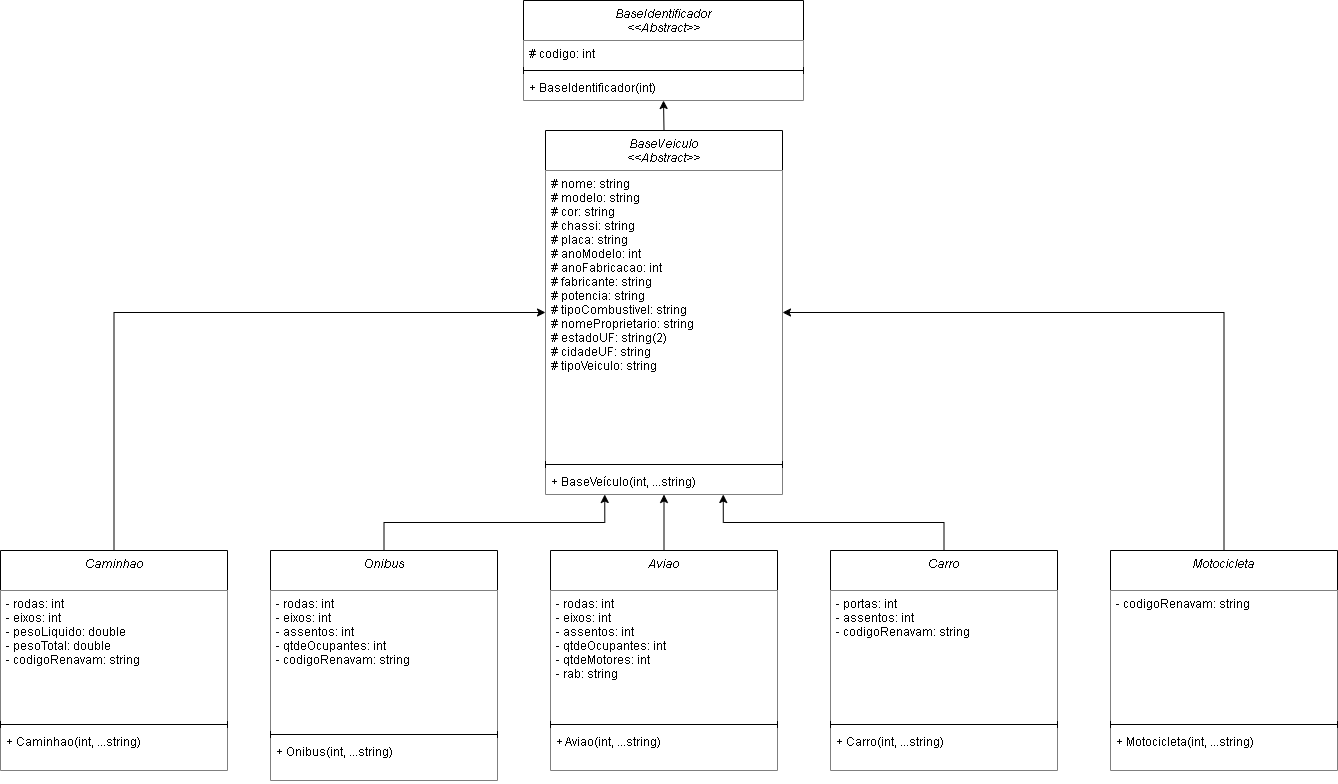 BaseIdentificador
<<Abstract>>
# codigo: int
+ BaseIdentificador(int)
BaseVeiculo
<<Abstract>>
# nome: string
# modelo: string
# cor: string
# chassi: string
# placa: string
# anoModelo: int
# anoFabricacao: int
# fabricante: string
# potencia: string
# tipoCombustivel: string
# nomeProprietario: string
# estadoUF: string(2)
# cidadeUF: string
# tipoVeiculo: string
+ BaseVeículo(int, ...string)
Caminhao
- rodas: int
- eixos: int
- pesoLiquido: double
- pesoTotal: double
- codigoRenavam: string
+ Caminhao(int, ...string)
Onibus
- rodas: int
- eixos: int
- assentos: int
- qtdeOcupantes: int
- codigoRenavam: string
+ Onibus(int, ...string)
Aviao
- rodas: int
- eixos: int
- assentos: int
- qtdeOcupantes: int
- qtdeMotores: int
- rab: string
+ Aviao(int, ...string)
Carro
- portas: int
- assentos: int
- codigoRenavam: string
+ Carro(int, ...string)
Motocicleta
- codigoRenavam: string
+ Motocicleta(int, ...string)